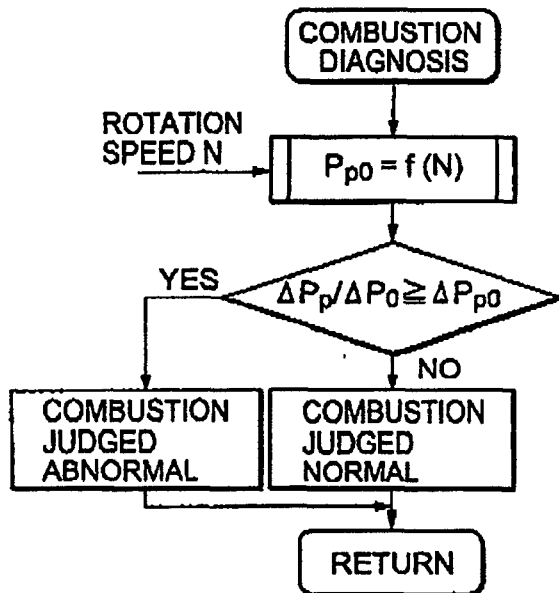 COMBUSTION
DIAGNOSIS
ROTATION
SPEED N
Pp0 = f (N)
ΔPp/ΔP0≧ΔPp0
YES
NO
COMBUSTION
JUDGED
ABNORMAL
COMBUSTION
JUDGED
NORMAL
RETURN